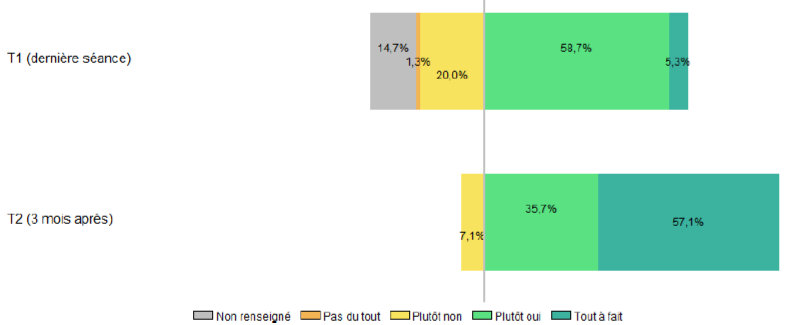 14,7%
58,7%
T1 (dernière séance)
1,3%
5,3%
20,0%
35,7%
T2 (3 mois après)
57,1%
7,1%
Non renseigné Pas du tout Plutôt non Plutôt oui Tout à fait